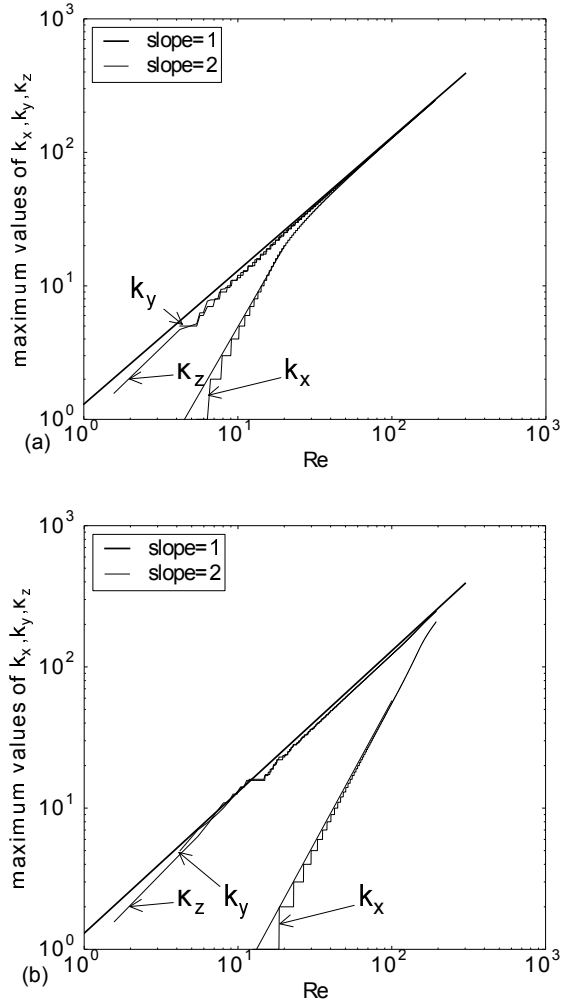 10^3
10^2
10^1
10^0
maximum values of k_x,k_y,κ_z
slope=1
slope=2
k_y
κ_z
k_x
(a)
10^0 10^1 10^2 10^3
Re
10^3
10^2
10^1
10^0
maximum values of k_x,k_y,κ_z
slope=1
slope=2
κ_z k_y k_x
(b)
10^0 10^1 10^2 10^3
Re